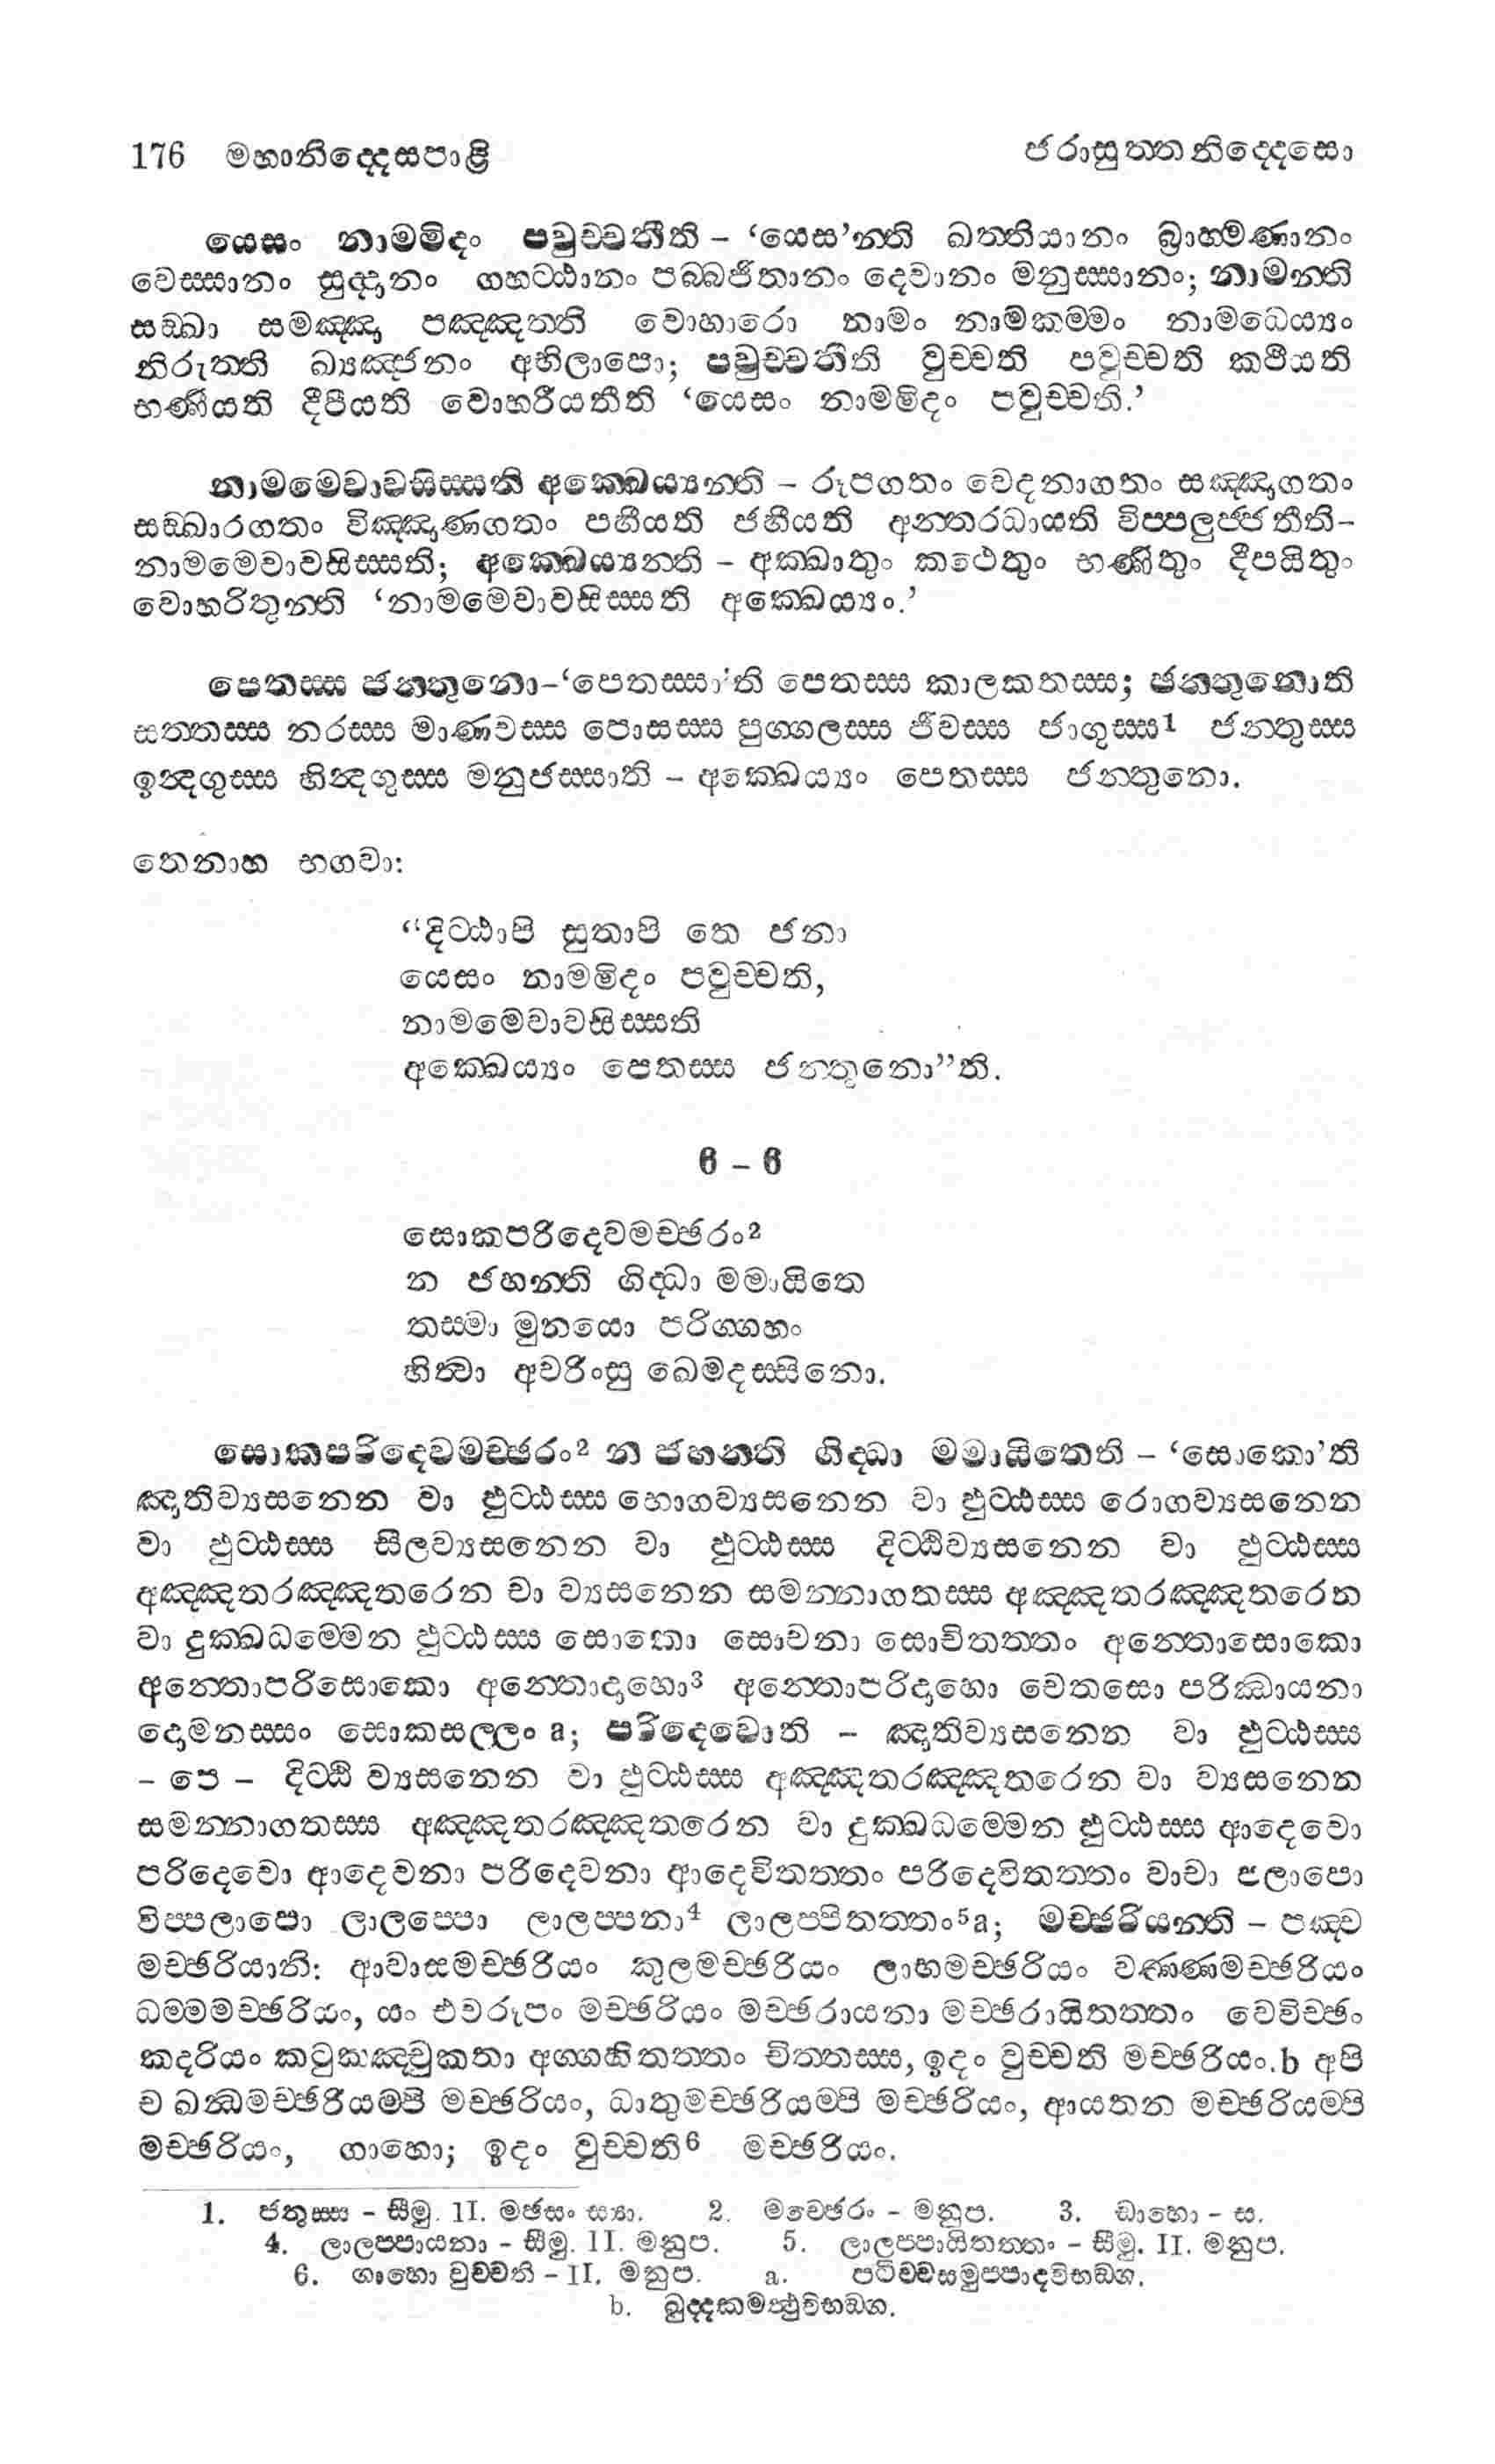 176 මහානිද්දෙසපාළි ජරාසුත්තනිද්දෙසො
යෙසං නාමමිදං පවුච්චතීති – ‘යෙස’න්ති ඛත්තියානං බ්‍රාහ්මණානං
වෙස්සානං සුද්දානං ගහට්ඨානං පබ්බජිතානං දෙවානං මනුස්සානං; නාමන්ති
සඞ්ඛා සමඤ්ඤා පඤ්ඤත්ති වොහාරො නාමං නාමකම්මං නාමධෙය්‍යං
නිරුත්ති ඛ්‍යඤ්ජනං අභිලාපො; පවුච්චතීති වුච්චති පවුච්චති කථීයති
භණීයති දීපීයති වොහරීයතීති ‘යෙසං නාමමිදං පවුච්චති.’
නාමමෙවාවසිස්සති අක්ඛෙය්‍යන්ති – රූපගතං වෙදනාගතං සඤ්ඤාගතං
සඞ්ඛාරගතං විඤ්ඤාණගතං පහීයති ජහීයති අන්තරධායති විප්පලුජ්ජතීති–
නාමමෙවාවසිස්සති; අක්ඛෙය්‍යන්ති – අක්ඛාතුං කථෙතුං භණිතුං දීපයිතුං
වොහරිතුන්ති ‘නාමමෙවාවසිස්සති අක්ඛෙය්‍යං.’
පෙතස්ස ජන්තුනො–‘පෙතස්සා’ති පෙතස්ස කාලකතස්ස; ජන්තුනොති
සත්තස්ස නරස්ස මාණවස්ස පොසස්ස පුග්ගලස්ස ජීවස්ස ජාගුස්ස1 ජන්තුස්ස
ඉන්දගුස්ස හින්දගුස්ස මනුජස්සාති – අක්ඛෙය්‍යං පෙතස්ස ජන්තුනො.
තෙනාහ භගවා:
“දිට්ඨාපි සුතාපි තෙ ජනා
යෙසං නාමමිදං පවුච්චති,
නාමමෙවාවසිස්සති
අක්ඛෙය්‍යං පෙතස්ස ජන්තුනො”ති.
6 – 6
සොකපරිදෙවමච්ඡරං2
න ජහන්ති ගිද්ධා මමායිතෙ
තස්මා මුනයො පරිග්ගහං
හිත්වා අචරිංසු ඛෙමදස්සිනො.
සොකපරිදෙවමච්ඡරං2 න ජහන්ති ගිද්ධා මමායිතෙති – ‘සොකො’ති
ඤාතිව්‍යසනෙන වා ඵුට්ඨස්ස භොගව්‍යසනෙන වා ඵුට්ඨස්ස රොගව්‍යසනෙන
වා ඵුට්ඨස්ස සීලව්‍යසනෙන වා ඵුට්ඨස්ස දිට්ඨිව්‍යසනෙන වා ඵුට්ඨස්ස
අඤ්ඤතරඤ්ඤතරෙන වා ව්‍යසනෙන සමන්නාගතස්ස අඤ්ඤතරඤ්ඤතරෙන
වා දුක්ඛධම්මෙන ඵුට්ඨස්ස සොකො සොචනා සොචිතත්තං අන්තොසොකො
අන්තොපරිසොකො අන්තොදාහො3 අන්තොපරිදාහො චෙතසො පරිජ්ඣායනා
දොමනස්සං සොකසල්ලං a; පරිදෙවොති – ඤාතිව්‍යසනෙන වා ඵුට්ඨස්ස
– පෙ – දිට්ඨි ව්‍යසනෙන වා ඵුට්ඨස්ස අඤ්ඤතරඤ්ඤතරෙන වා ව්‍යසනෙන
සමන්නාගතස්ස අඤ්ඤතරඤ්ඤතරෙන වා දුක්ඛධම්මෙන ඵුට්ඨස්ස ආදෙවො
පරිදෙවො ආදෙවනා පරිදෙවනා ආදෙවිතත්තං පරිදෙවිතත්තං වාචා පලාපො
විප්පලාපො ලාලප්පො ලාලප්පනා4 ලාලප්පිතත්තං5a; මච්ඡරියන්ති – පඤ්ච
මච්ඡරියානි: ආවාසමච්ඡරියං කුලමච්ඡරියං ලාභමච්ඡරියං වණ්ණමච්ඡරියං
ධම්මමච්ඡරියං, යං එවරූපං මච්ඡරියං මච්ඡරායනා මච්ඡරායිතත්තං වෙවිච්ඡං
කදරියං කටුකඤ්චුකතා අග්ගහිතත්තං චිත්තස්ස, ඉදං වුච්චති මච්ඡරියං.b අපි
ච ඛන්ධමච්ඡරියම්පි මච්ඡරියං, ධාතුමච්ඡරියම්පි මච්ඡරියං, ආයතන මච්ඡරියම්පි
මච්ඡරියං, ගාහො; ඉදං වුච්චති6 මච්ඡරියං.
1. ජතුස්ස – සීමු. II. මඡසං ස්‍යා. 2. මච්ඡෙරං – මනුප. 3. ඩාහො – ස.
4. ලාලප්පායනා – සීමු. II. මනුප. 5. ලාලප්පායිතත්තං – සීමු. II. මනුප.
6. ගාහො වුච්චති – II. මනුප. a. පටිච්චසමුප්පාදවිභඞ්ග.
b. ඛුද්දකමත්ථුවිභඞ්ග.